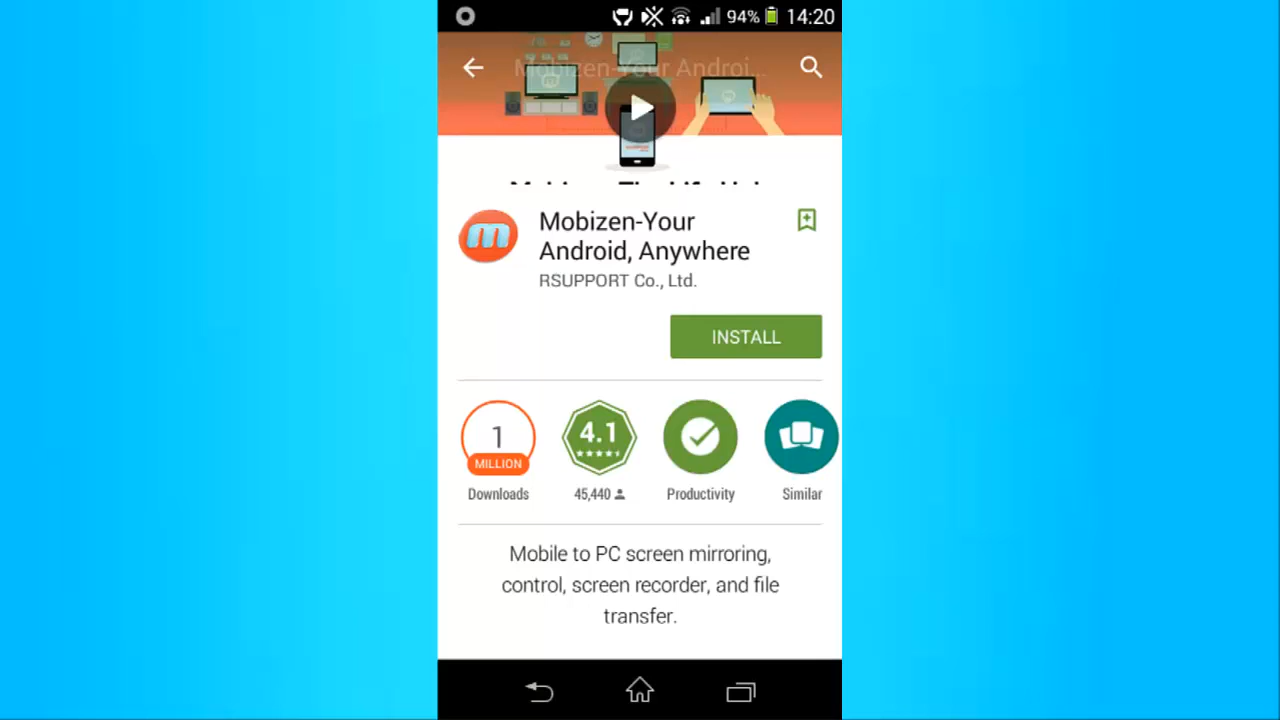 94% 14:20
Mobizen-Your Androi...
Mobizen-Your
Android, Anywhere
RSUPPORT Co., Ltd.
INSTALL
1
MILLION
4.1
Downloads
45,440
Productivity
Similar
Mobile to PC screen mirroring,
control, screen recorder, and file
transfer.